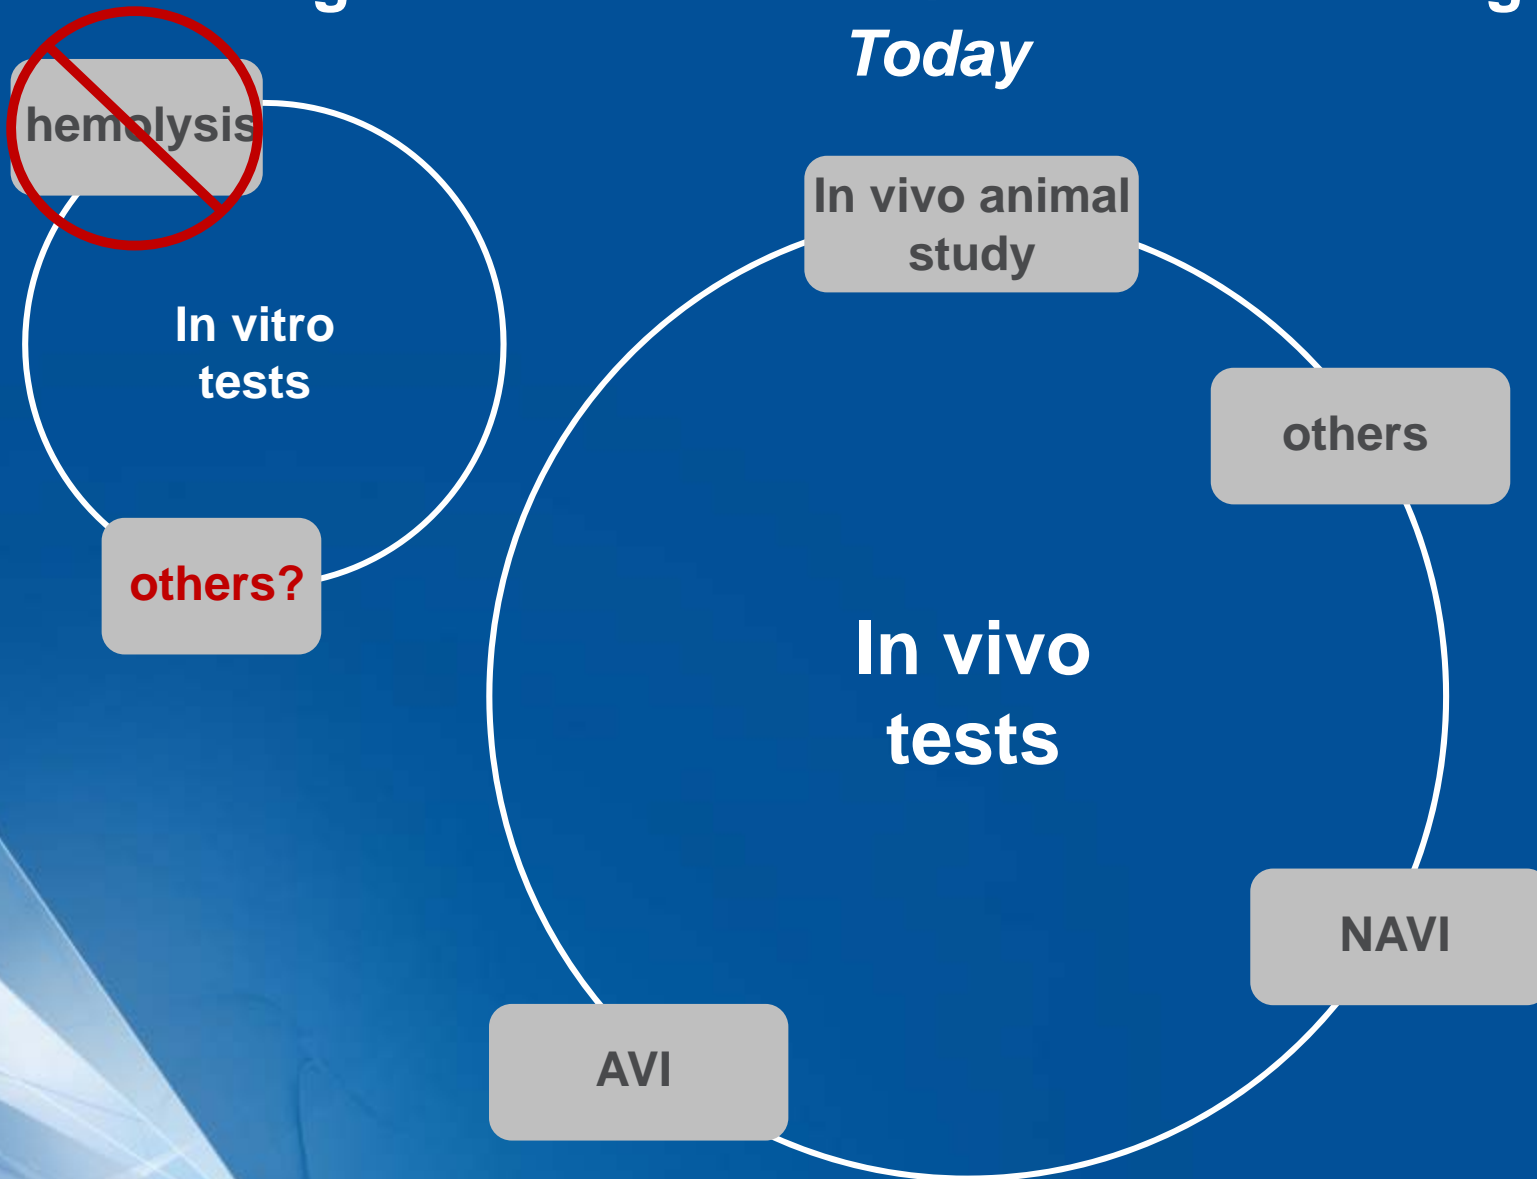 Today
hemolysis
In vitro
tests
others?
In vivo animal
study
others
In vivo
tests
NAVI
AVI